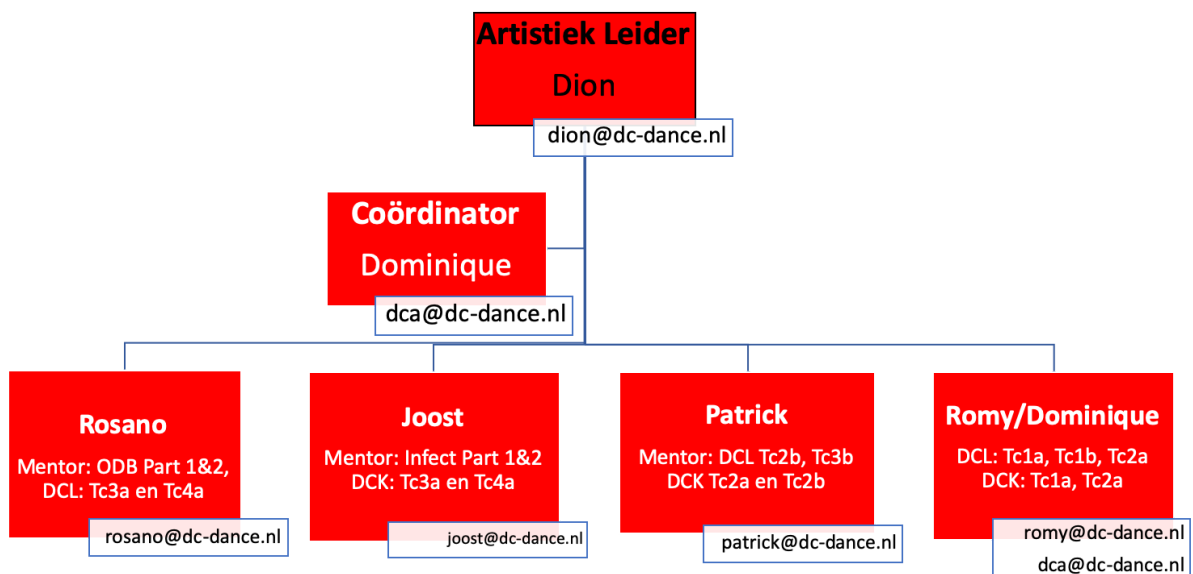 Artistiek Leider
Dion
dion@dc-dance.nl
Coördinator
Dominique
dca@dc-dance.nl
Rosano
Mentor: ODB Part 1&2,
DCL: Tc3a en Tc4a
rosano@dc-dance.nl
Joost
Mentor: Infect Part 1&2
DCK: Tc3a en Tc4a
joost@dc-dance.nl
Patrick
Mentor: DCL Tc2b, Tc3b
DCK Tc2a en Tc2b
patrick@dc-dance.nl
Romy/Dominique
DCL: Tc1a, Tc1b, Tc2a
DCK: Tc1a, Tc2a
romy@dc-dance.nl
dca@dc-dance.nl